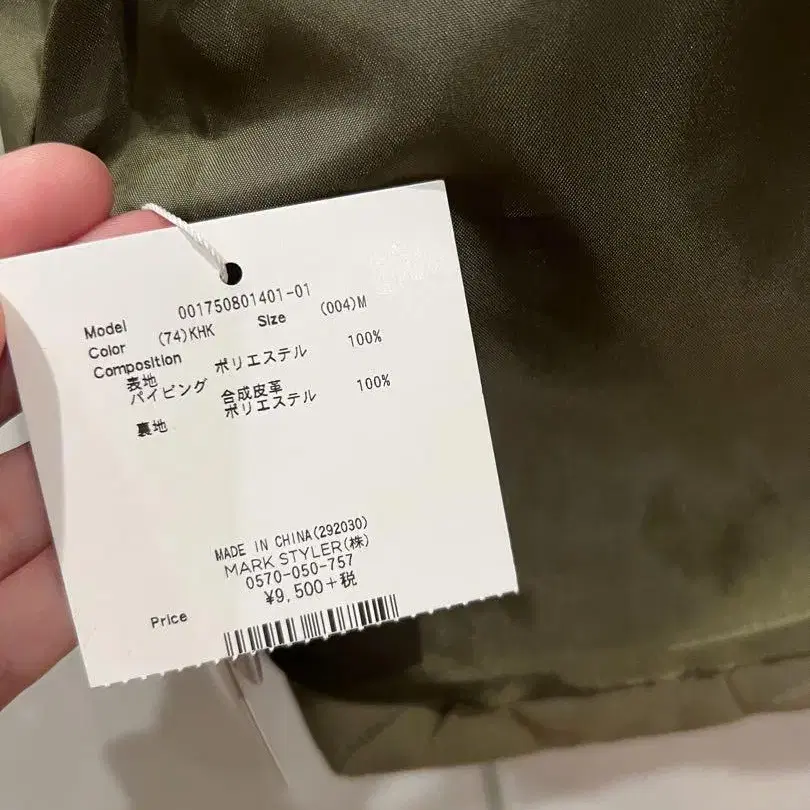 Model 001750801401-01
Color (74)KHK Size (004)M
Composition
表地 ポリエステル 100%
パイピング 合成皮革
裏地 ポリエステル 100%
MADE IN CHINA(292030)
MARK STYLER(株)
0570-050-757
Price ¥9,500+税